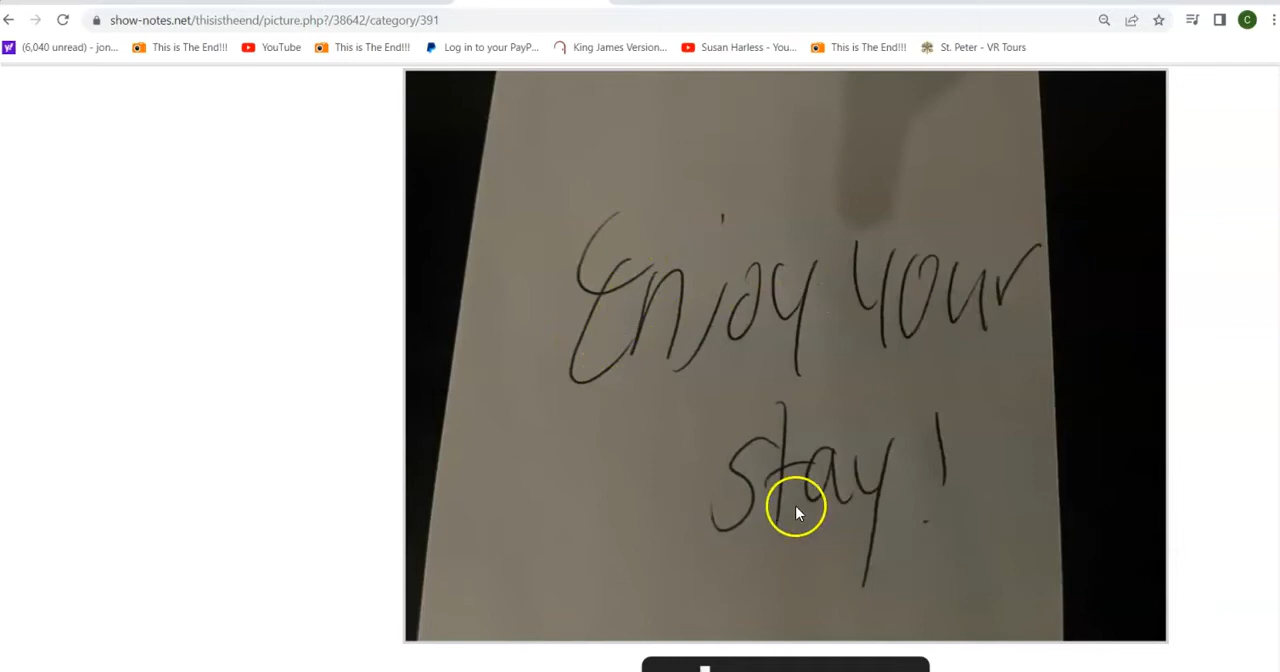 show-notes.net/thisistheend/picture.php?/38642/category/391
C
(6,040 unread) - jon...
This is The End!!!
YouTube
This is The End!!!
Log in to your PayP...
King James Version...
Susan Harless - You...
This is The End!!!
St. Peter - VR Tours
Enjoy your
stay!